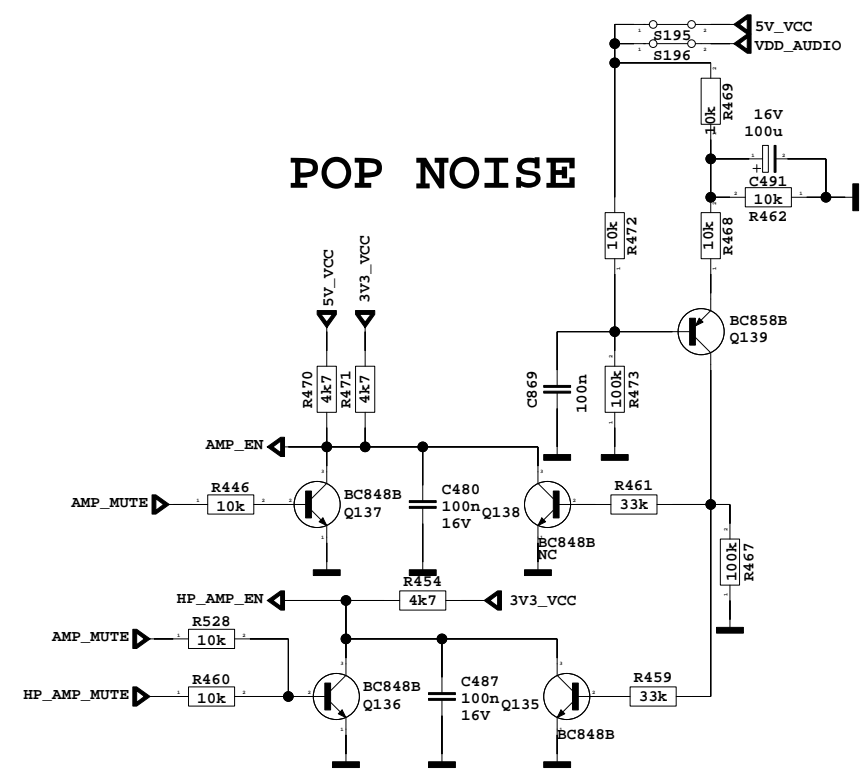 5V_VCC
S195
VDD_AUDIO
S196
10k
R469
16V
100u
POP NOISE
C491
10k
R462
10k
R472
10k
R468
5V_VCC
3V3_VCC
BC858B
Q139
R470
4k7
R471
4k7
C869
100n
100k
R473
AMP_EN
R446
10k
AMP_MUTE
BC848B
Q137
C480
100n
16V
Q138
BC848B
NC
R461
33k
100k
R467
R454
4k7
HP_AMP_EN
3V3_VCC
R528
10k
AMP_MUTE
R460
10k
HP_AMP_MUTE
BC848B
Q136
C487
100n
16V
Q135
BC848B
R459
33k